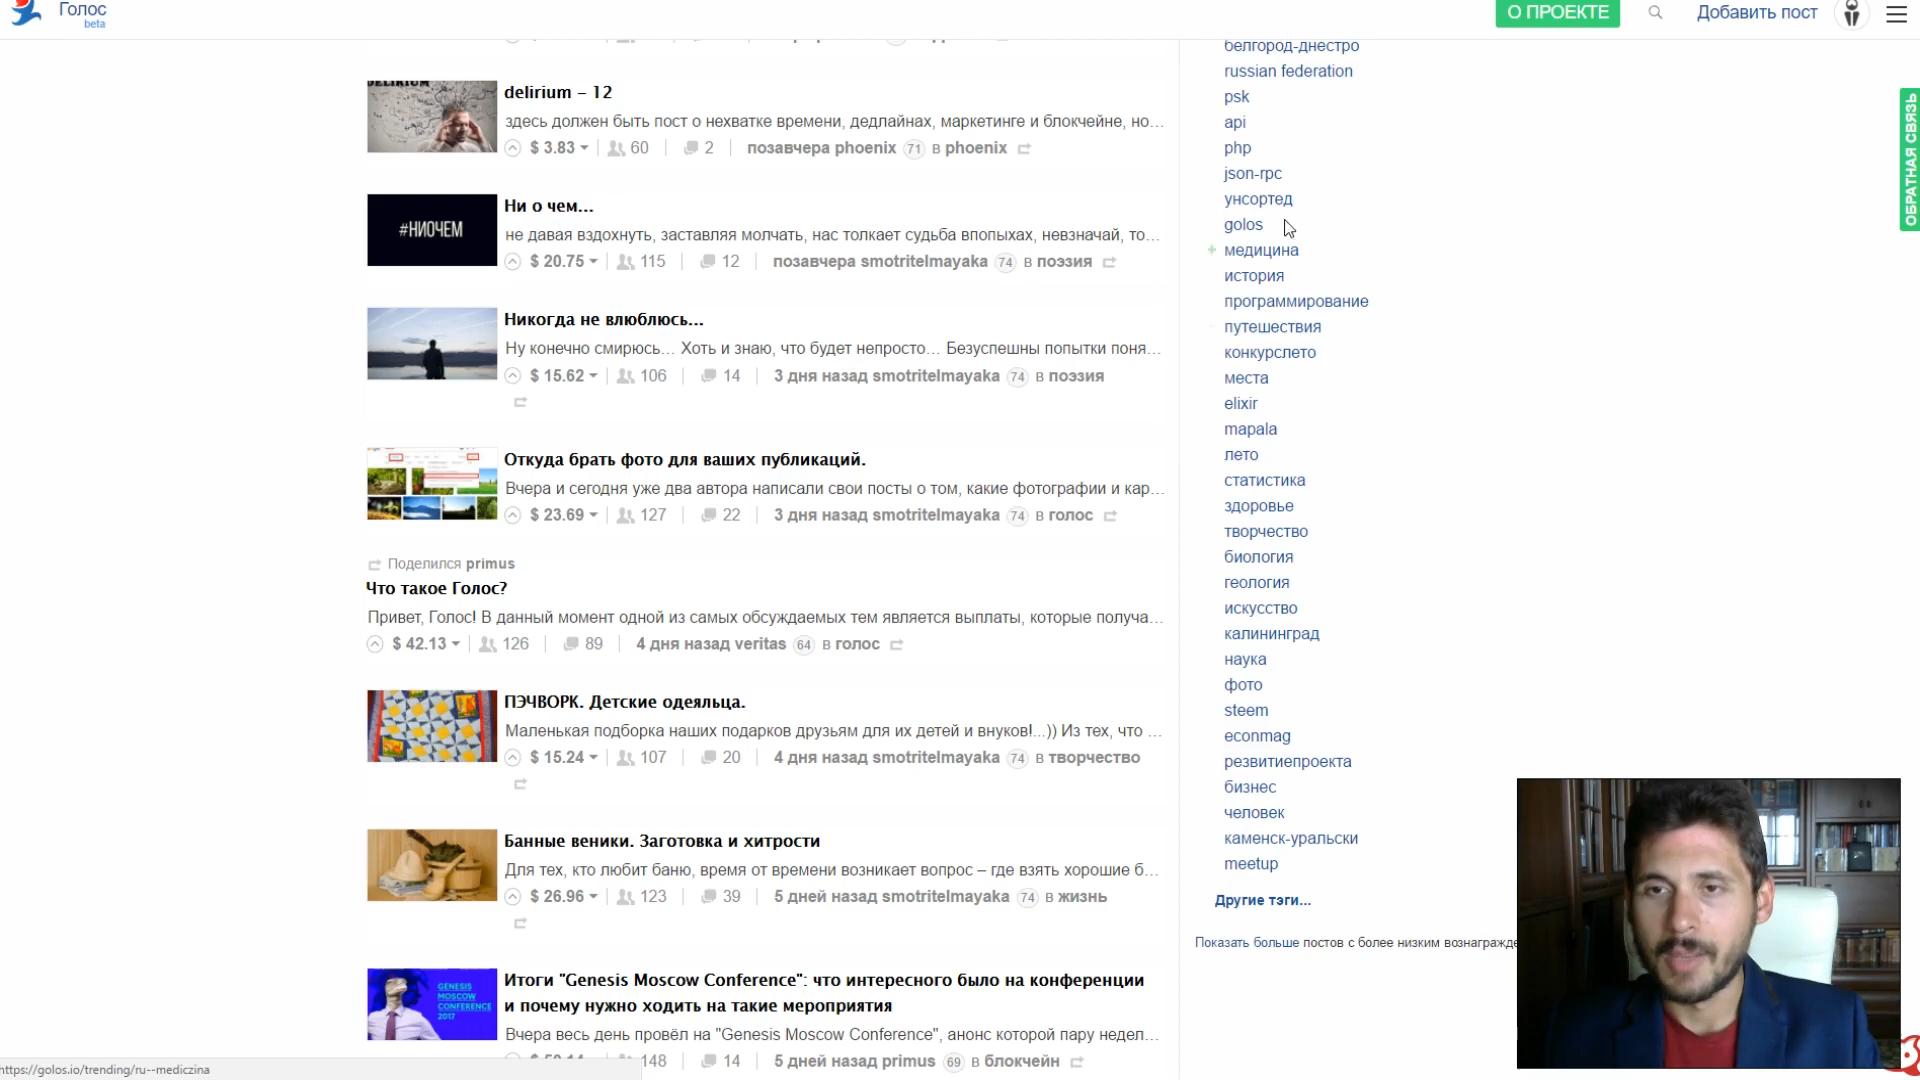 Голос
beta
О ПРОЕКТЕ
Добавить пост
delirium – 12
здесь должен быть пост о нехватке времени, дедлайнах, маркетинге и блокчейне, но...
$ 3.83 60 2 позавчера phoenix 71 в phoenix
#НИОЧЕМ
Ни о чем...
не давая вздохнуть, заставляя молчать, нас толкает судьба впопыхах, невзначай, то...
$ 20.75 115 12 позавчера smotritelmayaka 74 в поэзия
Никогда не влюблюсь...
Ну конечно смирюсь... Хоть и знаю, что будет непросто... Безуспешны попытки поня...
$ 15.62 106 14 3 дня назад smotritelmayaka 74 в поэзия
Откуда брать фото для ваших публикаций.
Вчера и сегодня уже два автора написали свои посты о том, какие фотографии и кар...
$ 23.69 127 22 3 дня назад smotritelmayaka 74 в голос
Поделился primus
Что такое Голос?
Привет, Голос! В данный момент одной из самых обсуждаемых тем является выплаты, которые получа...
$ 42.13 126 89 4 дня назад veritas 64 в голос
ПЭЧВОРК. Детские одеяльца.
Маленькая подборка наших подарков друзьям для их детей и внуков!...)) Из тех, что ...
$ 15.24 107 20 4 дня назад smotritelmayaka 74 в творчество
Банные веники. Заготовка и хитрости
Для тех, кто любит баню, время от времени возникает вопрос – где взять хорошие б...
$ 26.96 123 39 5 дней назад smotritelmayaka 74 в жизнь
GENESIS
MOSCOW
CONFERENCE
2017
Итоги "Genesis Moscow Conference": что интересного было на конференции
и почему нужно ходить на такие мероприятия
Вчера весь день провёл на "Genesis Moscow Conference", анонс которой пару недел...
148 14 5 дней назад primus 69 в блокчейн
https://golos.io/trending/ru--mediczina
белгород-днестро
russian federation
psk
api
php
json-rpc
унсортед
golos
медицина
история
программирование
путешествия
конкурслето
места
elixir
mapala
лето
статистика
здоровье
творчество
биология
геология
искусство
калининград
наука
фото
steem
econmag
развитиепроекта
бизнес
человек
каменск-уральски
meetup
Другие тэги...
Показать больше постов с более низким вознагражде
ОБРАТНАЯ СВЯЗЬ